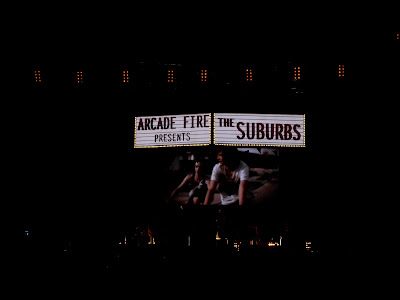 ARCADE FIRE
PRESENTS
THE
SUBURBS